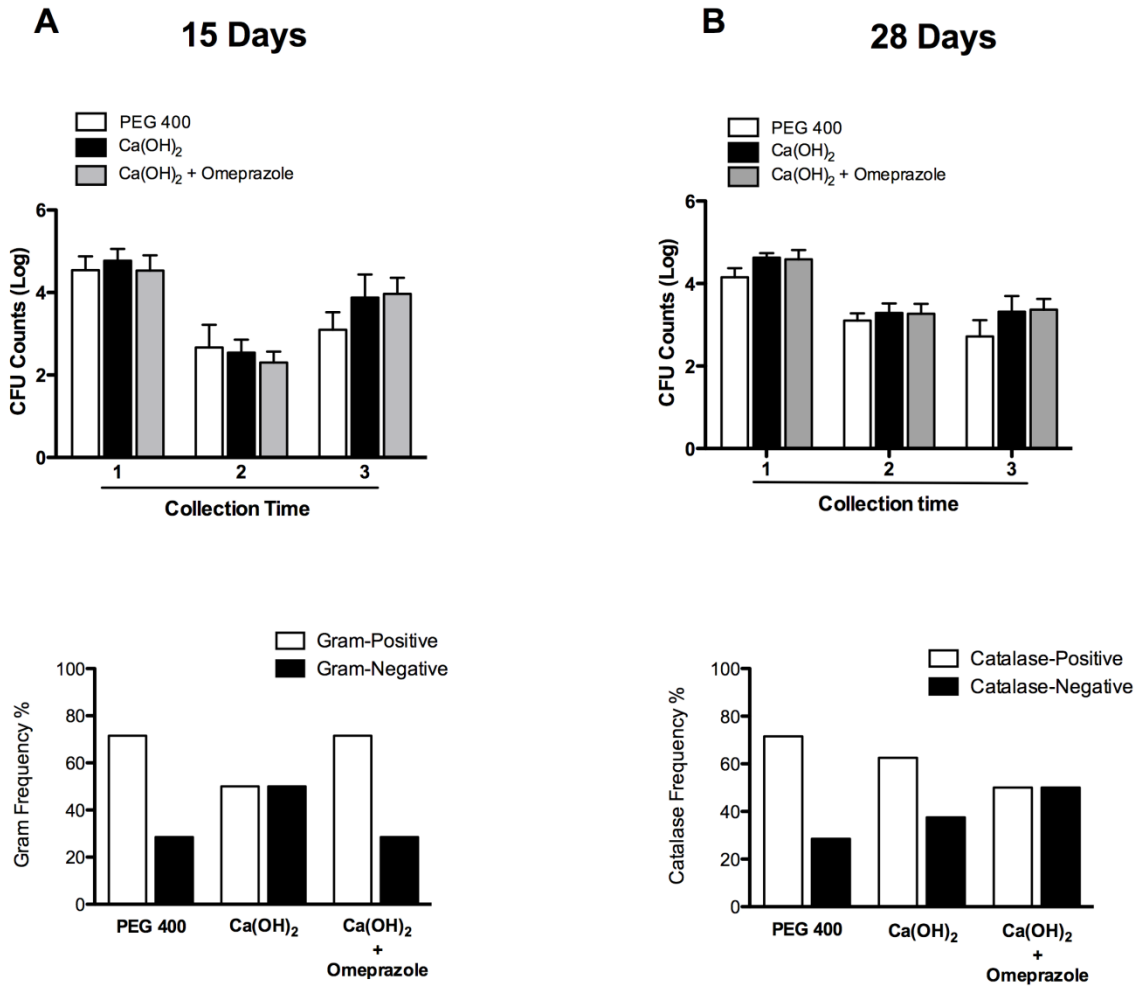 A
15 Days
PEG 400
Ca(OH)₂
Ca(OH)₂ + Omeprazole
6
4
2
0
CFU Counts (Log)
1 2 3
Collection Time
B
28 Days
PEG 400
Ca(OH)₂
Ca(OH)₂ + Omeprazole
6
4
2
0
CFU Counts (Log)
1 2 3
Collection time
Gram-Positive
Gram-Negative
100
80
60
40
20
0
Gram Frequency %
PEG 400 Ca(OH)₂ Ca(OH)₂
+
Omeprazole
Catalase-Positive
Catalase-Negative
100
80
60
40
20
0
Catalase Frequency %
PEG 400 Ca(OH)₂ Ca(OH)₂
+
Omeprazole